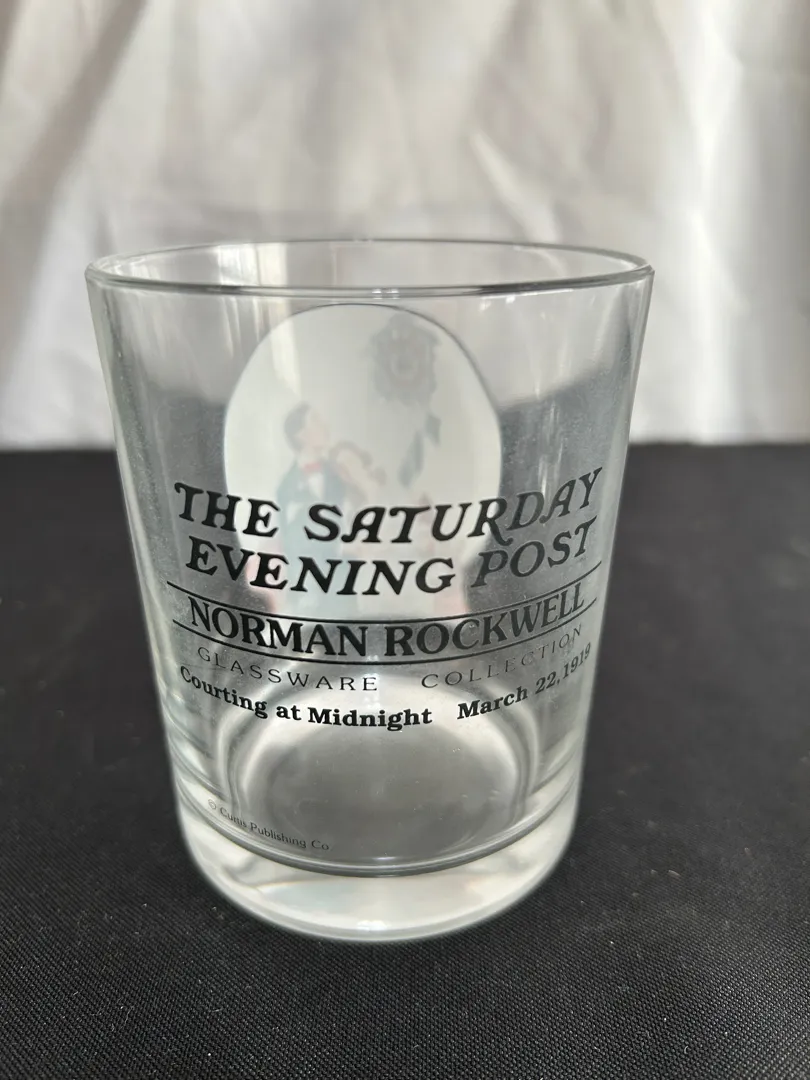 THE SATURDAY
EVENING POST
NORMAN ROCKWELL
GLASSWARE COLLECTION
Courting at Midnight March 22, 1919
© Curtis Publishing Co.